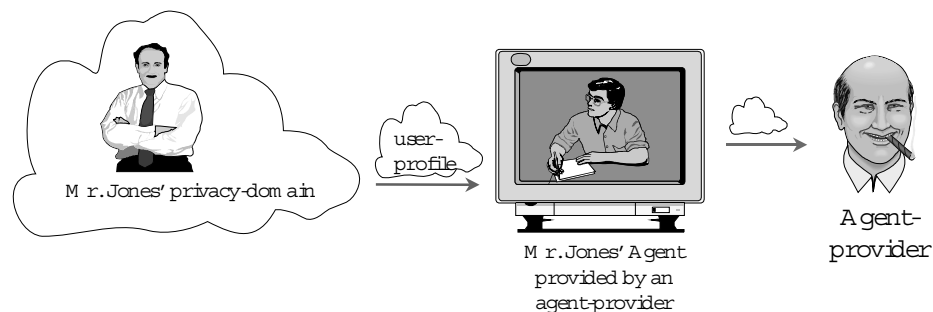 Mr.Jones' privacy-domain
user-
profile
Mr.Jones' Agent
provided by an
agent-provider
Agent-
provider